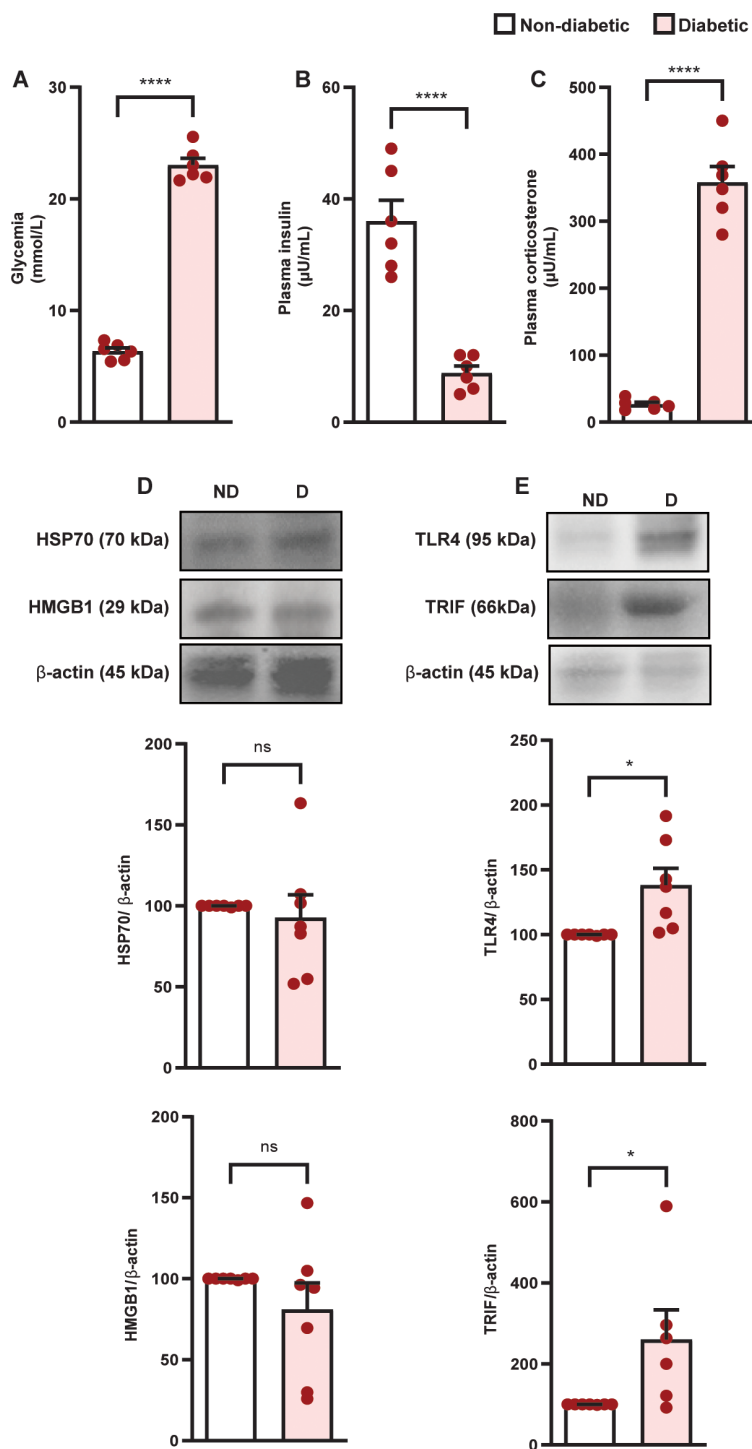 Non-diabetic
Diabetic
A
Glycemia
(mmol/L)
30
20
10
0
****
B
Plasma insulin
(µU/mL)
60
40
20
0
****
C
Plasma corticosterone
(µU/mL)
500
400
300
200
100
0
****
D
ND
D
HSP70 (70 kDa)
HMGB1 (29 kDa)
β-actin (45 kDa)
E
ND
D
TLR4 (95 kDa)
TRIF (66kDa)
β-actin (45 kDa)
HSP70/ β-actin
200
150
100
50
0
ns
TLR4/β-actin
250
200
150
100
50
0
*
HMGB1/β-actin
200
150
100
50
0
ns
TRIF/β-actin
800
600
400
200
0
*